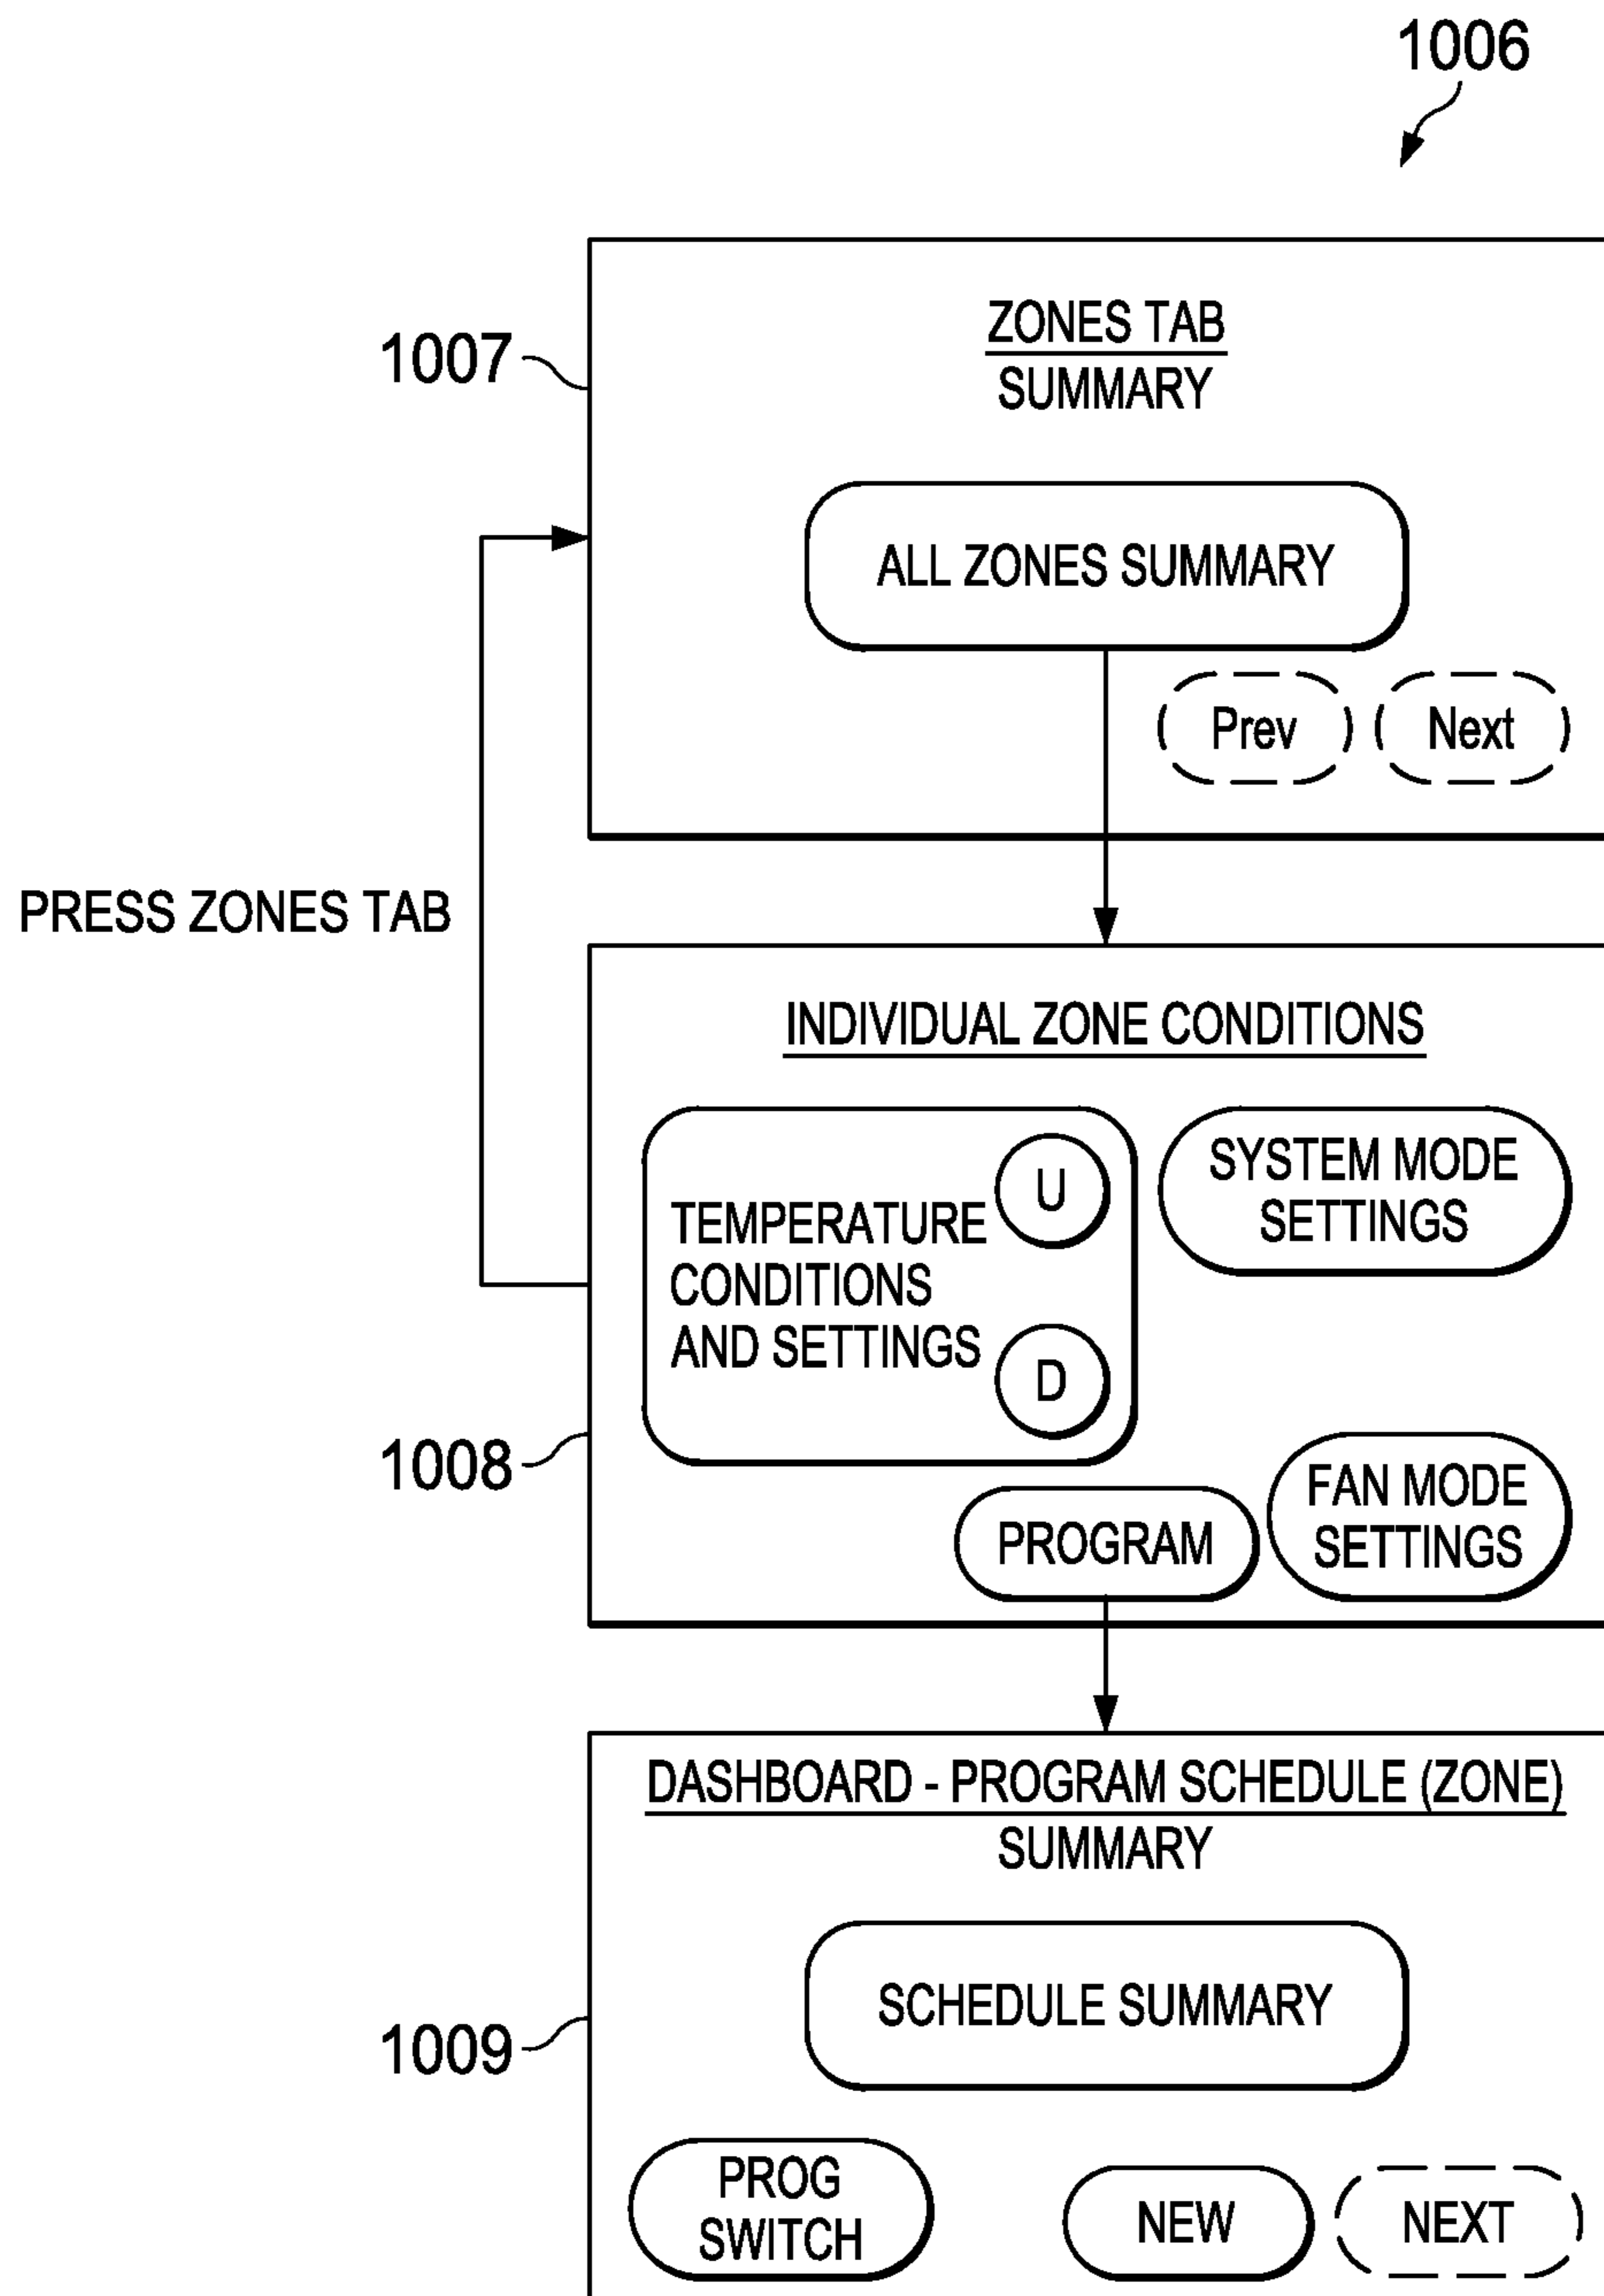 1006
1007
ZONES TAB
SUMMARY
ALL ZONES SUMMARY
Prev
Next
PRESS ZONES TAB
INDIVIDUAL ZONE CONDITIONS
TEMPERATURE
CONDITIONS
AND SETTINGS
U
D
SYSTEM MODE
SETTINGS
1008
PROGRAM
FAN MODE
SETTINGS
DASHBOARD - PROGRAM SCHEDULE (ZONE)
SUMMARY
SCHEDULE SUMMARY
1009
PROG
SWITCH
NEW
NEXT